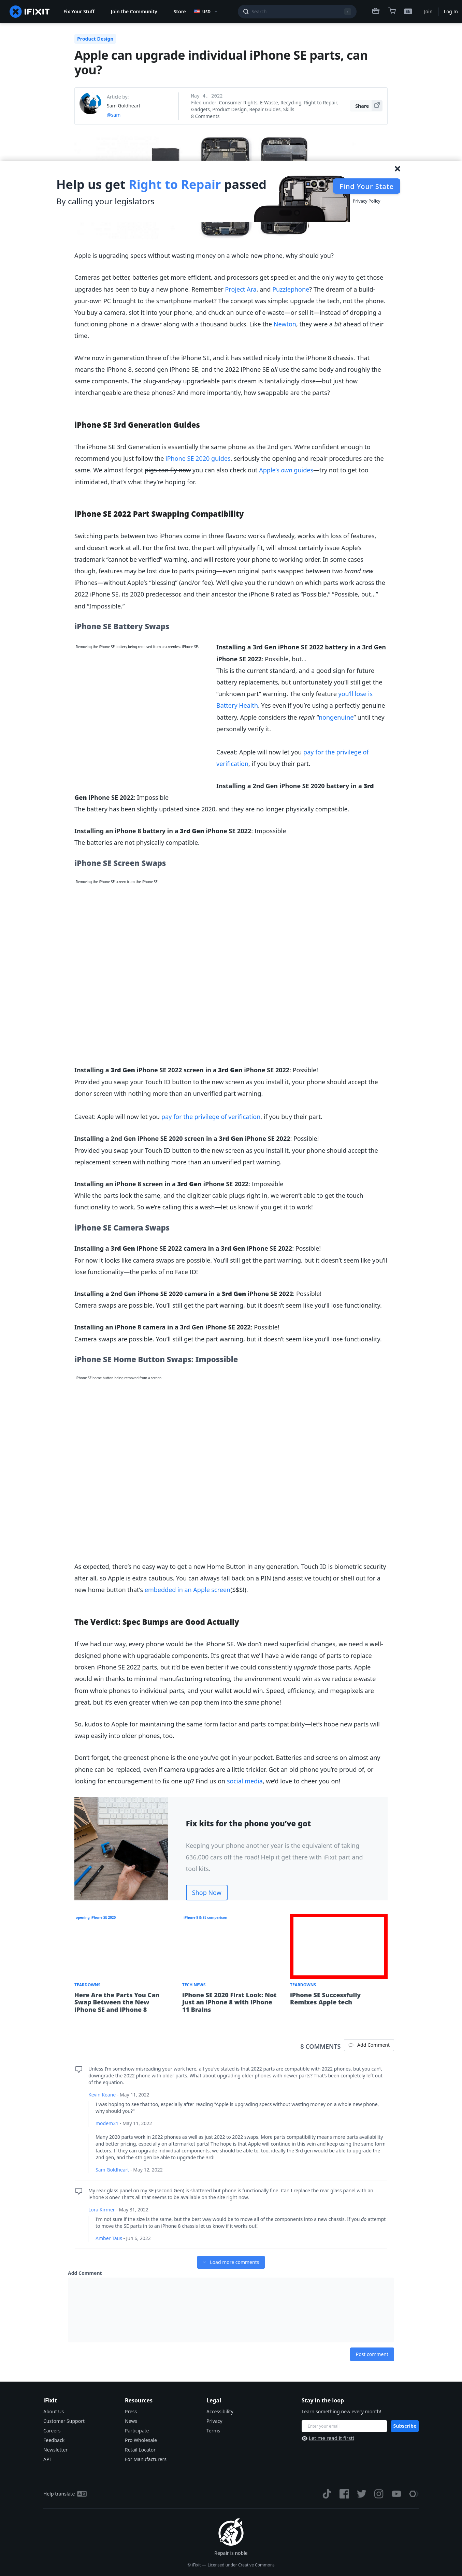 IFIXIT
Fix Your Stuff
Join the Community
Store
USD
Search
/
EN
Join
Log In
Product Design
Apple can upgrade individual iPhone SE parts, can you?
Article by:
Sam Goldheart
@sam
May 4, 2022
Filed under: Consumer Rights, E-Waste, Recycling, Right to Repair, Gadgets, Product Design, Repair Guides, Skills
8 Comments
Share
Help us get Right to Repair passed
By calling your legislators
Find Your State
Privacy Policy
Apple is upgrading specs without wasting money on a whole new phone, why should you?
Cameras get better, batteries get more efficient, and processors get speedier, and the only way to get those upgrades has been to buy a new phone. Remember Project Ara, and Puzzlephone? The dream of a build-your-own PC brought to the smartphone market? The concept was simple: upgrade the tech, not the phone. You buy a camera, slot it into your phone, and chuck an ounce of e-waste—or sell it—instead of dropping a functioning phone in a drawer along with a thousand bucks. Like the Newton, they were a bit ahead of their time.
We're now in generation three of the iPhone SE, and it has settled nicely into the iPhone 8 chassis. That means the iPhone 8, second gen iPhone SE, and the 2022 iPhone SE all use the same body and roughly the same components. The plug-and-play upgradeable parts dream is tantalizingly close—but just how interchangeable are these phones? And more importantly, how swappable are the parts?
iPhone SE 3rd Generation Guides
The iPhone SE 3rd Generation is essentially the same phone as the 2nd gen. We're confident enough to recommend you just follow the iPhone SE 2020 guides, seriously the opening and repair procedures are the same. We almost forgot pigs can fly now you can also check out Apple's own guides—try not to get too intimidated, that's what they're hoping for.
iPhone SE 2022 Part Swapping Compatibility
Switching parts between two iPhones come in three flavors: works flawlessly, works with loss of features, and doesn't work at all. For the first two, the part will physically fit, will almost certainly issue Apple's trademark "cannot be verified" warning, and will restore your phone to working order. In some cases though, features may be lost due to parts pairing—even original parts swapped between two brand new iPhones—without Apple's "blessing" (and/or fee). We'll give you the rundown on which parts work across the 2022 iPhone SE, its 2020 predecessor, and their ancestor the iPhone 8 rated as "Possible," "Possible, but..." and "Impossible."
iPhone SE Battery Swaps
Removing the iPhone SE battery being removed from a screenless iPhone SE
Installing a 3rd Gen iPhone SE 2022 battery in a 3rd Gen iPhone SE 2022: Possible, but...
This is the current standard, and a good sign for future battery replacements, but unfortunately you'll still get the "unknown part" warning. The only feature you'll lose is Battery Health. Yes even if you're using a perfectly genuine battery, Apple considers the repair "nongenuine" until they personally verify it.
Caveat: Apple will now let you pay for the privilege of verification, if you buy their part.
Installing a 2nd Gen iPhone SE 2020 battery in a 3rd Gen iPhone SE 2022: Impossible
The battery has been slightly updated since 2020, and they are no longer physically compatible.
Installing an iPhone 8 battery in a 3rd Gen iPhone SE 2022: Impossible
The batteries are not physically compatible.
iPhone SE Screen Swaps
Removing the iPhone SE screen from the iPhone SE
Installing a 3rd Gen iPhone SE 2022 screen in a 3rd Gen iPhone SE 2022: Possible!
Provided you swap your Touch ID button to the new screen as you install it, your phone should accept the donor screen with nothing more than an unverified part warning.
Caveat: Apple will now let you pay for the privilege of verification, if you buy their part.
Installing a 2nd Gen iPhone SE 2020 screen in a 3rd Gen iPhone SE 2022: Possible!
Provided you swap your Touch ID button to the new screen as you install it, your phone should accept the replacement screen with nothing more than an unverified part warning.
Installing an iPhone 8 screen in a 3rd Gen iPhone SE 2022: Impossible
While the parts look the same, and the digitizer cable plugs right in, we weren't able to get the touch functionality to work. So we're calling this a wash—let us know if you get it to work!
iPhone SE Camera Swaps
Installing a 3rd Gen iPhone SE 2022 camera in a 3rd Gen iPhone SE 2022: Possible!
For now it looks like camera swaps are possible. You'll still get the part warning, but it doesn't seem like you'll lose functionality—the perks of no Face ID!
Installing a 2nd Gen iPhone SE 2020 camera in a 3rd Gen iPhone SE 2022: Possible!
Camera swaps are possible. You'll still get the part warning, but it doesn't seem like you'll lose functionality.
Installing an iPhone 8 camera in a 3rd Gen iPhone SE 2022: Possible!
Camera swaps are possible. You'll still get the part warning, but it doesn't seem like you'll lose functionality.
iPhone SE Home Button Swaps: Impossible
iPhone SE home button being removed from a screen.
As expected, there's no easy way to get a new Home Button in any generation. Touch ID is biometric security after all, so Apple is extra cautious. You can always fall back on a PIN (and assistive touch) or shell out for a new home button that's embedded in an Apple screen($$$!).
The Verdict: Spec Bumps are Good Actually
If we had our way, every phone would be the iPhone SE. We don't need superficial changes, we need a well-designed phone with upgradable components. It's great that we'll have a wide range of parts to replace broken iPhone SE 2022 parts, but it'd be even better if we could consistently upgrade those parts. Apple would win thanks to minimal manufacturing retooling, the environment would win as we reduce e-waste from whole phones to individual parts, and your wallet would win. Speed, efficiency, and megapixels are great, but it's even greater when we can pop them into the same phone!
So, kudos to Apple for maintaining the same form factor and parts compatibility—let's hope new parts will swap easily into older phones, too.
Don't forget, the greenest phone is the one you've got in your pocket. Batteries and screens on almost any phone can be replaced, even if camera upgrades are a little trickier. Got an old phone you're proud of, or looking for encouragement to fix one up? Find us on social media, we'd love to cheer you on!
Fix kits for the phone you've got
Keeping your phone another year is the equivalent of taking 636,000 cars off the road! Help it get there with iFixit part and tool kits.
Shop Now
opening iPhone SE 2020
iPhone 8 & SE comparison
TEARDOWNS
Here Are the Parts You Can Swap Between the New iPhone SE and iPhone 8
TECH NEWS
iPhone SE 2020 First Look: Not Just an iPhone 8 with iPhone 11 Brains
TEARDOWNS
iPhone SE Successfully Remixes Apple tech
8 COMMENTS
Add Comment
Unless I'm somehow misreading your work here, all you've stated is that 2022 parts are compatible with 2022 phones, but you can't downgrade the 2022 phone with older parts. What about upgrading older phones with newer parts? That's been completely left out of the equation.
Kevin Keane - May 11, 2022
I was hoping to see that too, especially after reading "Apple is upgrading specs without wasting money on a whole new phone, why should you?"
modem21 - May 11, 2022
Many 2020 parts work in 2022 phones as well as just 2022 to 2022 swaps. More parts compatibility means more parts availability and better pricing, especially on aftermarket parts! The hope is that Apple will continue in this vein and keep using the same form factors. If they can upgrade individual components, we should be able to, too. Ideally the 3rd gen would be able to upgrade the 2nd gen, and the 4th gen be able to upgrade the 3rd!
Sam Goldheart - May 12, 2022
My rear glass panel on my SE (second Gen) is shattered but phone is functionally fine. Can I replace the rear glass panel with an iPhone 8 one? That's all that seems to be available on the site right now.
Lora Kirmer - May 31, 2022
I'm not sure if the size is the same, but the best way would be to move all of the components into a new chassis. If you do attempt to move the SE parts in to an iPhone 8 chassis let us know if it works out!
Amber Taus - Jun 6, 2022
Load more comments
Add Comment
Post comment
iFixit
About Us
Customer Support
Careers
Feedback
Newsletter
API
Resources
Press
News
Participate
Pro Wholesale
Retail Locator
For Manufacturers
Legal
Accessibility
Privacy
Terms
Stay in the loop
Learn something new every month!
Enter your email
Subscribe
Let me read it first!
Help translate
Repair is noble
© iFixit — Licensed under Creative Commons